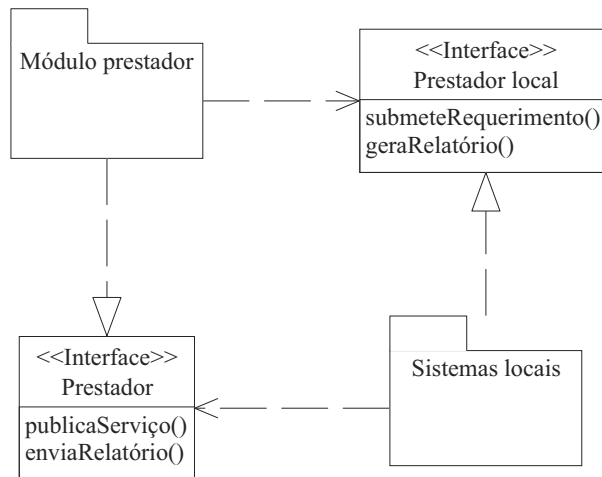 Módulo prestador
<<Interface>>
Prestador local
submeteRequerimento()
geraRelatório()
<<Interface>>
Prestador
publicaServiço()
enviaRelatório()
Sistemas locais